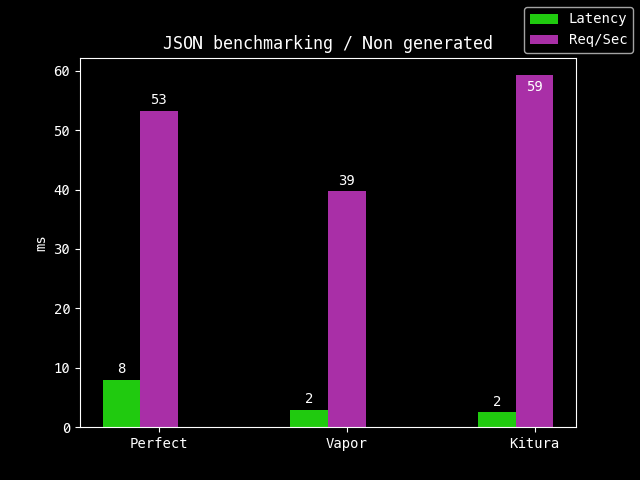 Latency
Req/Sec
JSON benchmarking / Non generated
60
50
40
30
20
10
0
ms
8
53
2
39
2
59
Perfect
Vapor
Kitura